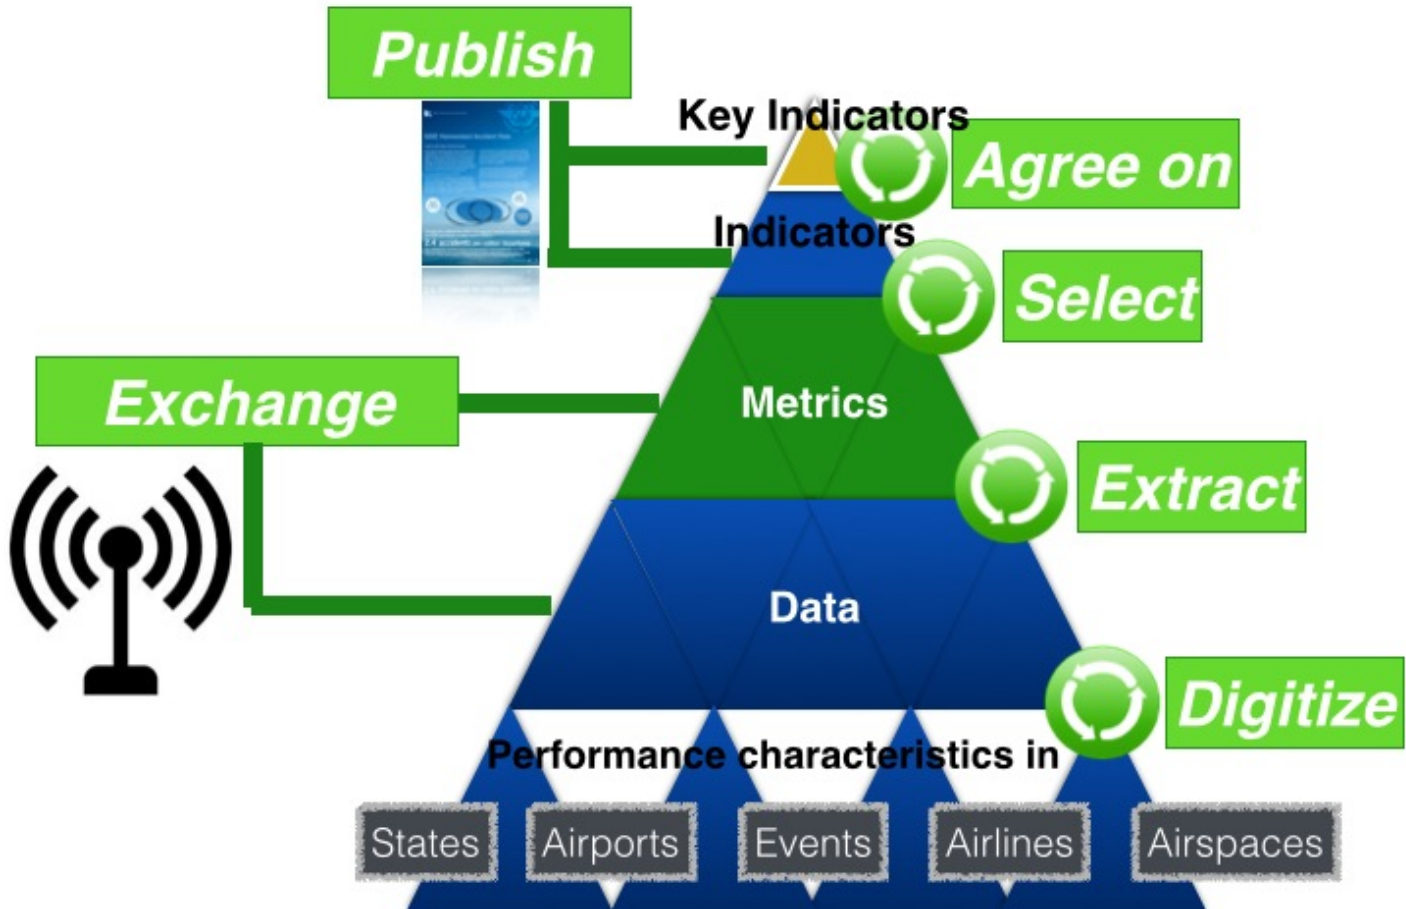 Publish
Key Indicators
Agree on
Indicators
Select
Exchange
Metrics
Extract
Data
Digitize
Performance characteristics in
States
Airports
Events
Airlines
Airspaces